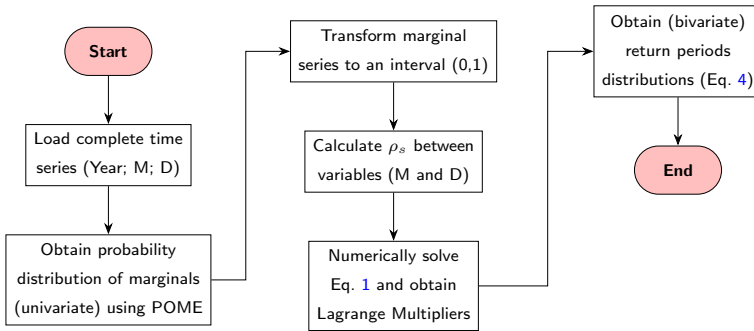 Start
Load complete time
series (Year; M; D)
Obtain probability
distribution of marginals
(univariate) using POME
Transform marginal
series to an interval (0,1)
Calculate ρₛ between
variables (M and D)
Numerically solve
Eq. 1 and obtain
Lagrange Multipliers
Obtain (bivariate)
return periods
distributions (Eq. 4)
End